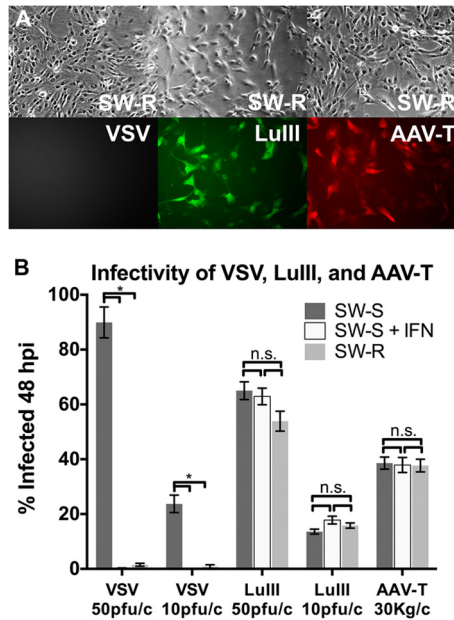 A
SW-R SW-R SW-R
VSV LuIII AAV-T
B Infectivity of VSV, LuIII, and AAV-T
% Infected 48 hpi
100
80
60
40
20
0
SW-S
SW-S + IFN
SW-R
*
*
n.s.
n.s.
n.s.
VSV VSV LuIII LuIII AAV-T
50pfu/c 10pfu/c 50pfu/c 10pfu/c 30Kg/c